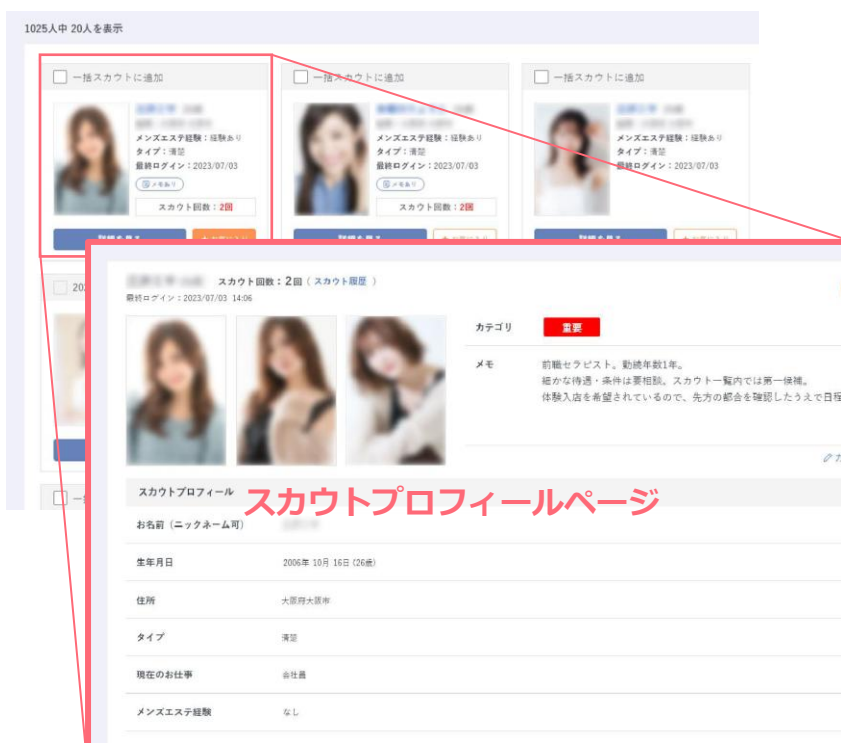 1025人中 20人を表示
一括スカウトに追加
メンズエステ経験：経験あり
タイプ：清楚
最終ログイン：2023/07/03
メモあり
スカウト回数：2回
一括スカウトに追加
メンズエステ経験：経験あり
タイプ：清楚
最終ログイン：2023/07/03
メモあり
スカウト回数：2回
一括スカウトに追加
メンズエステ経験：経験あり
タイプ：清楚
最終ログイン：2023/07/03
スカウト回数：2回（スカウト履歴 ）
最終ログイン：2023/07/03 14:06
カテゴリ 重要
メモ 前職セラピスト。勤続年数1年。
細かな待遇・条件は要相談。スカウト一覧内では第一候補。
体験入店を希望されているので、先方の都合を確認したうえで日程
スカウトプロフィール
スカウトプロフィールページ
お名前（ニックネーム可）
生年月日 2006年 10月 16日 (26歳)
住所 大阪府大阪市
タイプ 清楚
現在のお仕事 会社員
メンズエステ経験 なし